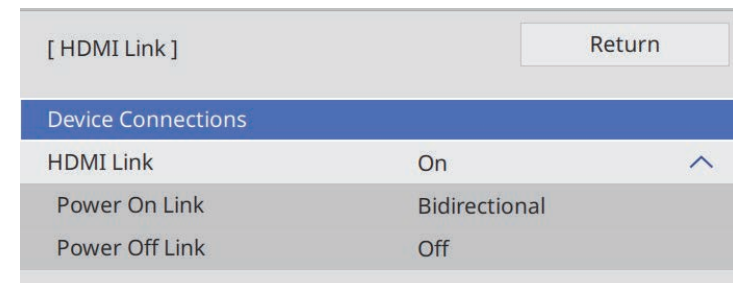 [ HDMI Link ] Return
Device Connections
HDMI Link On
Power On Link Bidirectional
Power Off Link Off